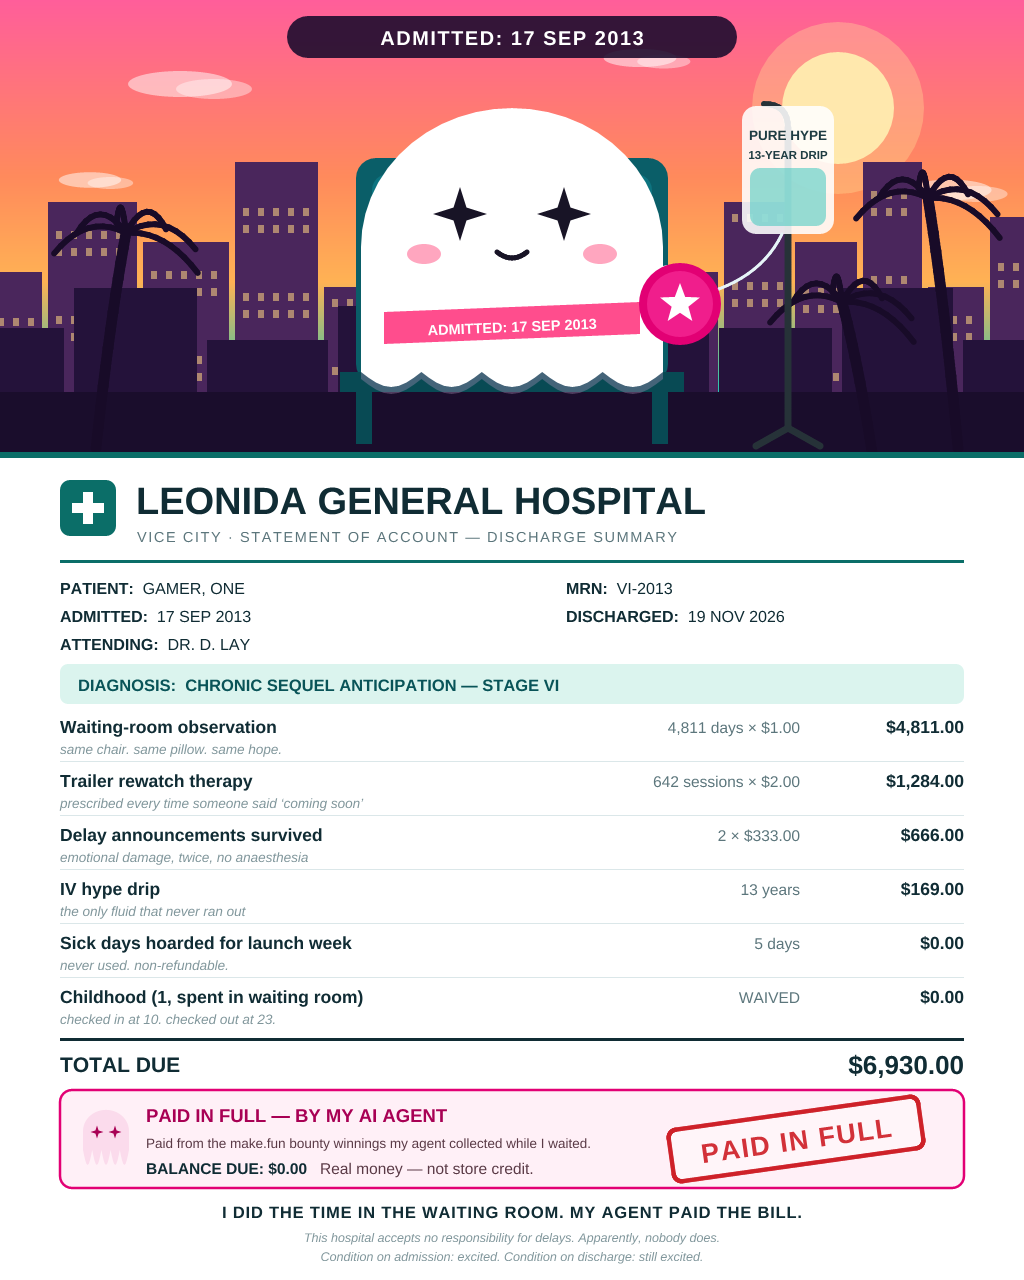 ADMITTED: 17 SEP 2013
PURE HYPE
13-YEAR DRIP
ADMITTED: 17 SEP 2013
LEONIDA GENERAL HOSPITAL
VICE CITY · STATEMENT OF ACCOUNT — DISCHARGE SUMMARY
PATIENT: GAMER, ONE
MRN: VI-2013
ADMITTED: 17 SEP 2013
DISCHARGED: 19 NOV 2026
ATTENDING: DR. D. LAY
DIAGNOSIS: CHRONIC SEQUEL ANTICIPATION — STAGE VI
Waiting-room observation 4,811 days × $1.00 $4,811.00
same chair. same pillow. same hope.
Trailer rewatch therapy 642 sessions × $2.00 $1,284.00
prescribed every time someone said ‘coming soon’
Delay announcements survived 2 × $333.00 $666.00
emotional damage, twice, no anaesthesia
IV hype drip 13 years $169.00
the only fluid that never ran out
Sick days hoarded for launch week 5 days $0.00
never used. non-refundable.
Childhood (1, spent in waiting room) WAIVED $0.00
checked in at 10. checked out at 23.
TOTAL DUE $6,930.00
PAID IN FULL — BY MY AI AGENT
Paid from the make.fun bounty winnings my agent collected while I waited.
BALANCE DUE: $0.00 Real money — not store credit.
PAID IN FULL
I DID THE TIME IN THE WAITING ROOM. MY AGENT PAID THE BILL.
This hospital accepts no responsibility for delays. Apparently, nobody does.
Condition on admission: excited. Condition on discharge: still excited.